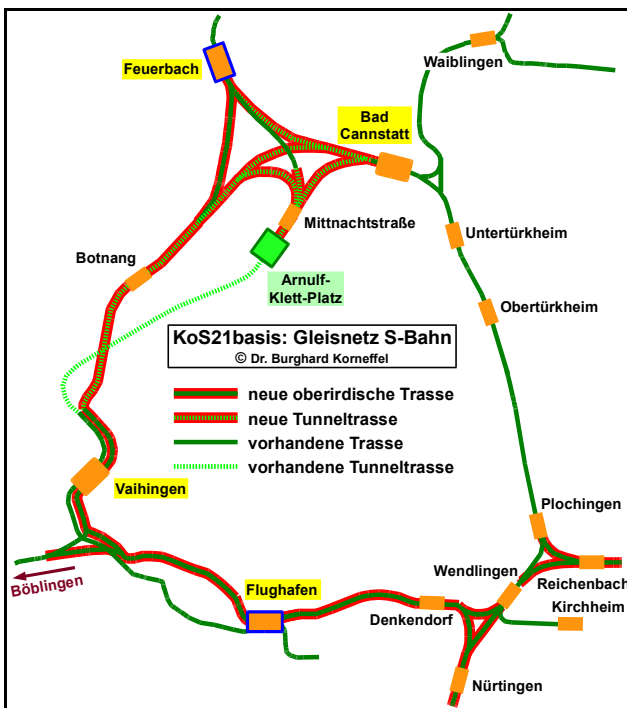 Waiblingen
Feuerbach
Bad
Cannstatt
Mittnachtstraße
Untertürkheim
Botnang
Arnulf-
Klett-Platz
Obertürkheim
KoS21basis: Gleisnetz S-Bahn
© Dr. Burghard Korneffel
neue oberirdische Trasse
neue Tunneltrasse
vorhandene Trasse
vorhandene Tunneltrasse
Vaihingen
Plochingen
Böblingen
Wendlingen
Reichenbach
Flughafen
Kirchheim
Denkendorf
Nürtingen